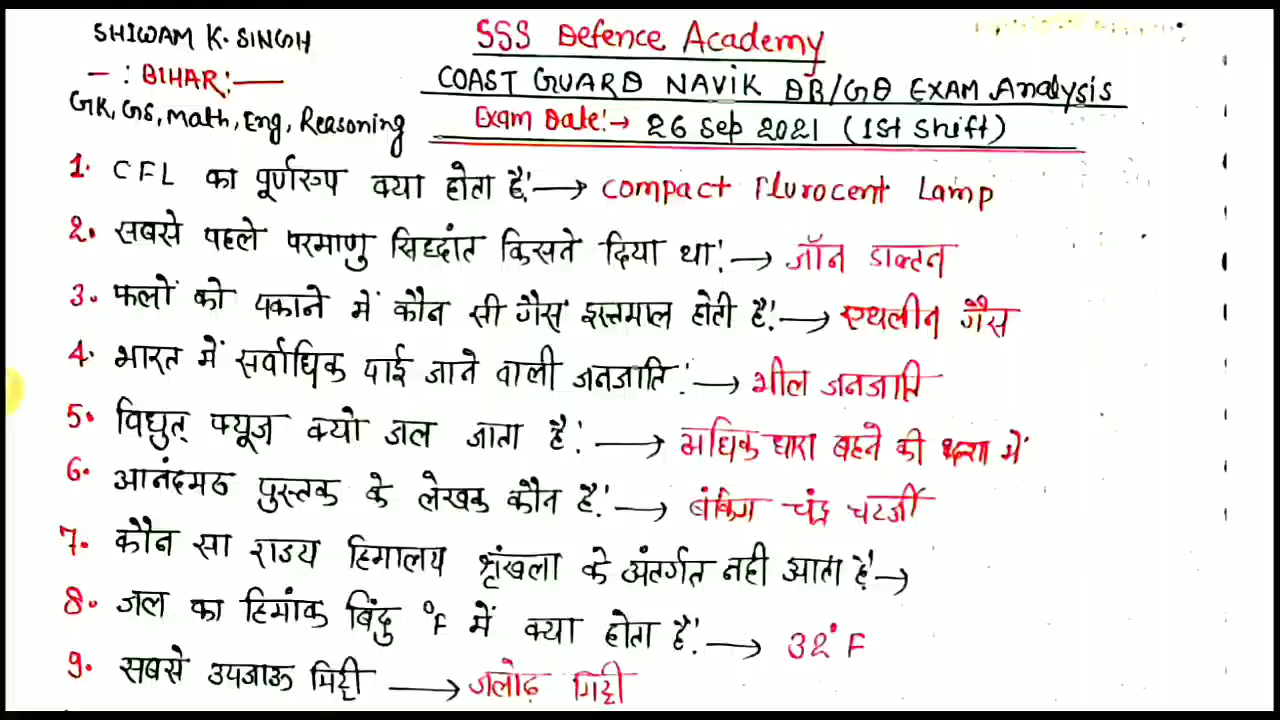 SHIWAM K. SINGH
SSS Defence Academy
— : BIHAR:—
COAST GUARD NAVIK DB/GD EXAM Analysis
GK, GS, Math, Eng, Reasoning
Exam Date:→ 26 Sep 2021 (1st Shift)
1. CFL का पूर्णरुप क्या होता है:→ Compact Flurocent Lamp
2. सबसे पहले परमाणु सिद्दांत किसने दिया था:→ जॉन डाल्टन
3. फलों को पकाने में कौन सी गैस इस्तमाल होती है:→ एथलीन गैस
4. भारत में सर्वाधिक पाई जाने वाली जनजाति:→ भील जनजाति
5. विद्युत् फ्यूज क्यो जल जाता है:→ अधिक धारा बहने की दशा में
6. आनंदमठ पुस्तक के लेखक कौन है:→ बंकिम चंद्र चटर्जी
7. कौन सा राज्य हिमालय श्रृंखला के अंतर्गत नही आता है→
8. जल का हिमांक बिंदु °F में क्या होता है:→ 32°F
9. सबसे उपजाऊ मिट्टी → जलोढ़ मिट्टी